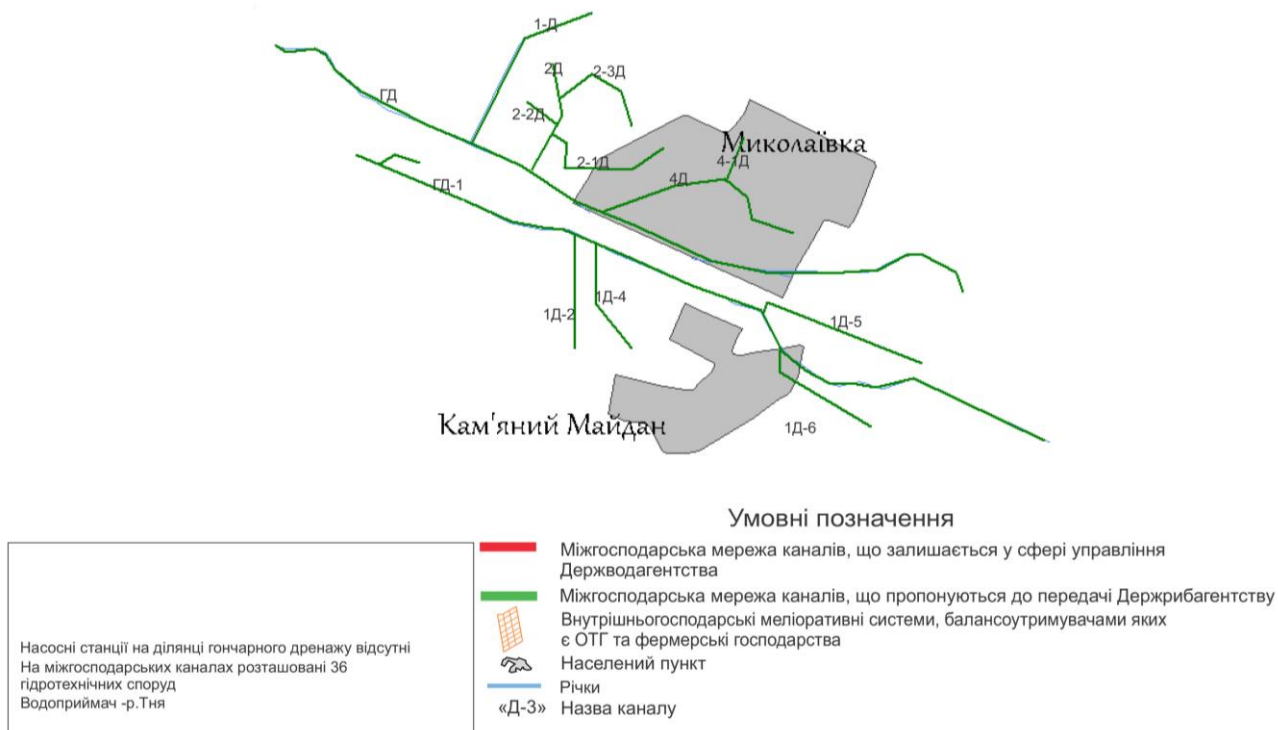 1-Д
2Д
2-3Д
ГД
2-2Д
Миколаївка
2-1Д
4-1Д
ГД-1
4Д
1Д-4
1Д-2
1Д-5
Кам'яний Майдан
1Д-6
Умовні позначення
Міжгосподарська мережа каналів, що залишається у сфері управління
Держводагентства
Міжгосподарська мережа каналів, що пропонуються до передачі Держрибагентству
Внутрішньогосподарські меліоративні системи, балансоутримувачами яких
є ОТГ та фермерські господарства
Населений пункт
Річки
«Д-3» Назва каналу
Насосні станції на ділянці гончарного дренажу відсутні
На міжгосподарських каналах розташовані 36
гідротехнічних споруд
Водоприймач -р.Тня